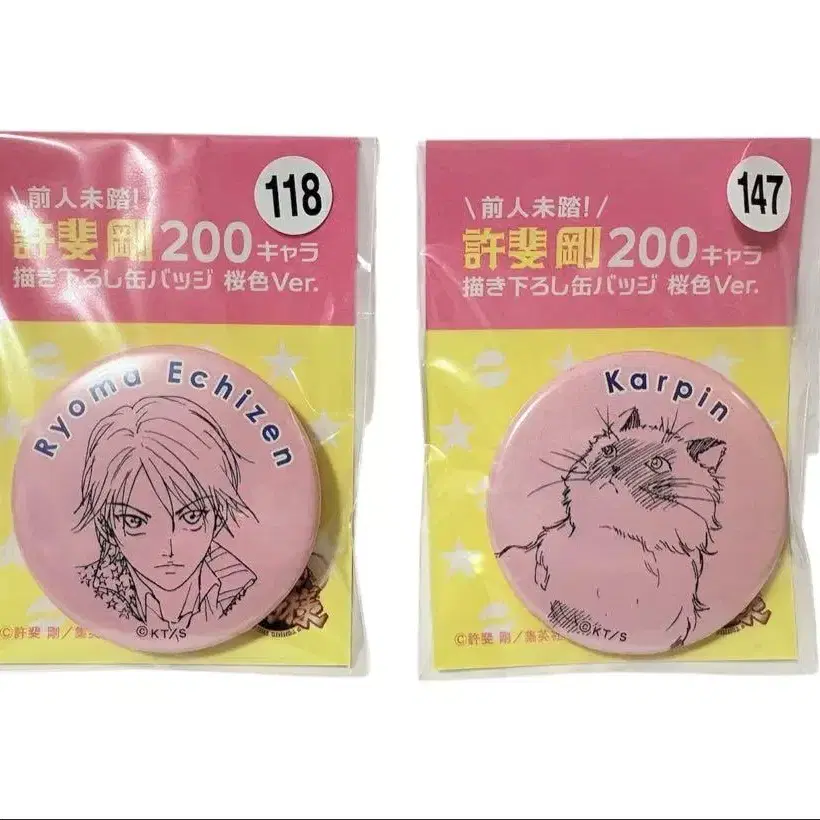 118
\前人未踏!/
許斐 剛 200キャラ
描き下ろし缶バッジ 桜色Ver.
Ryoma Echizen
©KT/S
©許斐 剛/集
147
\前人未踏!/
許斐 剛 200キャラ
描き下ろし缶バッジ 桜色Ver.
Karpin
©KT/S
©許斐 剛/集英社